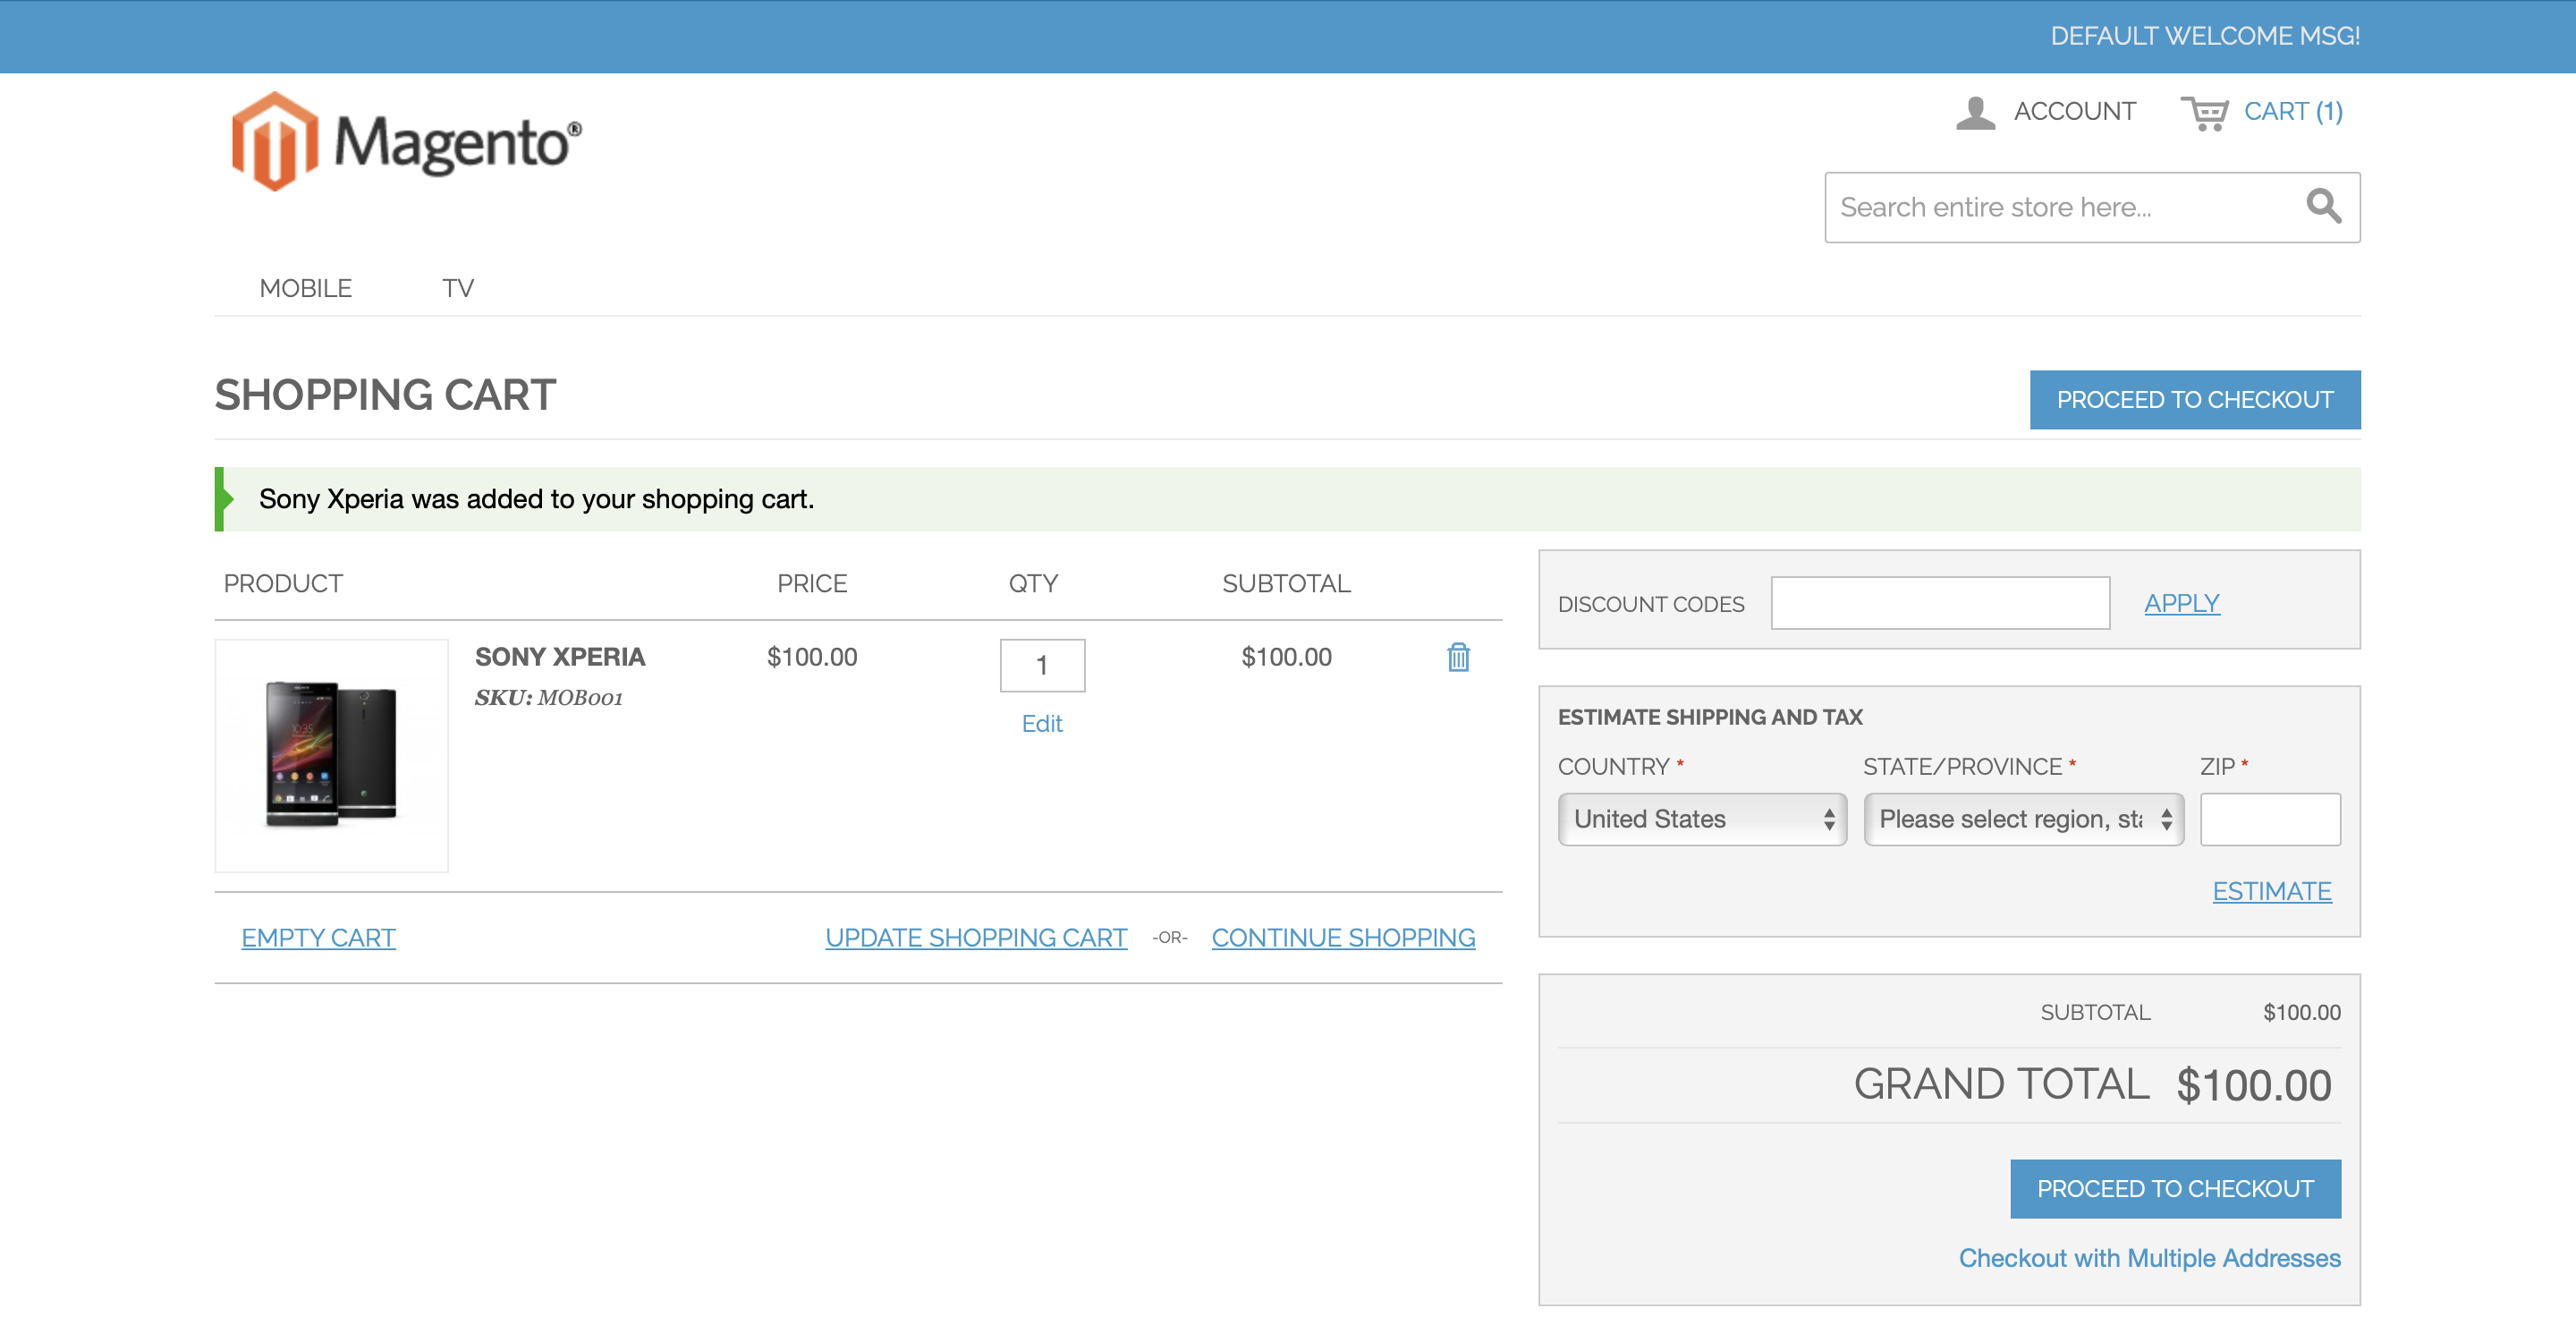 DEFAULT WELCOME MSG!
Magento®
ACCOUNT
CART (1)
Search entire store here...
MOBILE
TV
SHOPPING CART
PROCEED TO CHECKOUT
Sony Xperia was added to your shopping cart.
PRODUCT PRICE QTY SUBTOTAL
SONY XPERIA $100.00 1 $100.00
SKU: MOB001
Edit
EMPTY CART UPDATE SHOPPING CART -OR- CONTINUE SHOPPING
DISCOUNT CODES APPLY
ESTIMATE SHIPPING AND TAX
COUNTRY * STATE/PROVINCE * ZIP *
United States Please select region, sta
ESTIMATE
SUBTOTAL $100.00
GRAND TOTAL $100.00
PROCEED TO CHECKOUT
Checkout with Multiple Addresses